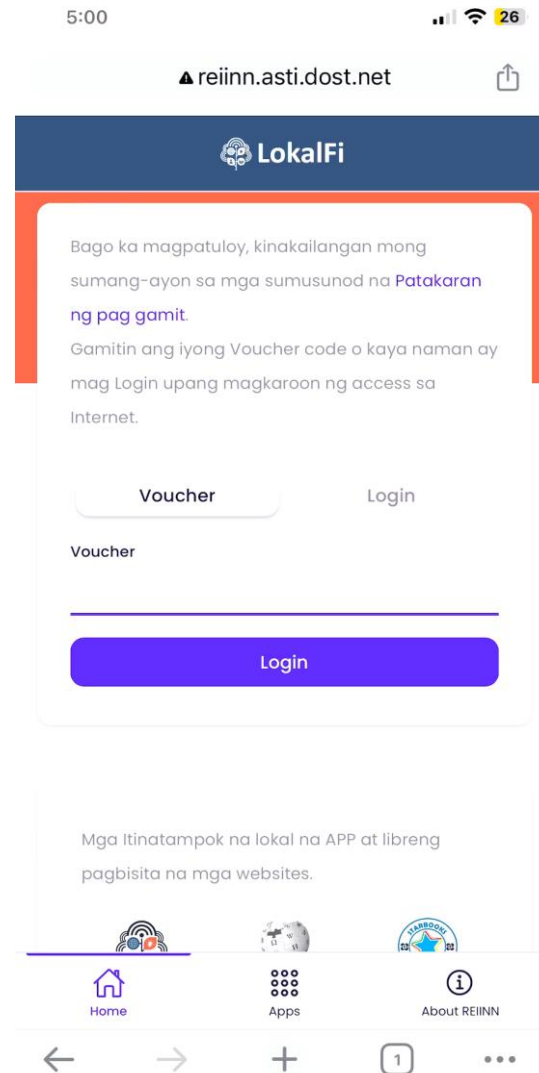 5:00
26
reiinn.asti.dost.net
LokalFi
Bago ka magpatuloy, kinakailangan mong
sumang-ayon sa mga sumusunod na Patakaran
ng pag gamit.
Gamitin ang iyong Voucher code o kaya naman ay
mag Login upang magkaroon ng access sa
Internet.
Voucher
Login
Voucher
Login
Mga Itinatampok na lokal na APP at libreng
pagbisita na mga websites.
STARBOOKS
Home
Apps
About REIINN
1